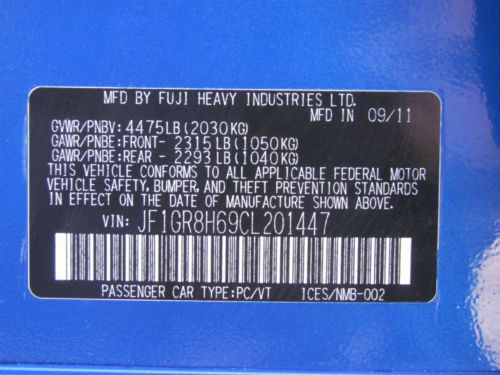 MFD BY FUJI HEAVY INDUSTRIES LTD.
MFD IN 09/11
GVWR/PNBV: 4475LB(2030KG)
GAWR/PNBE:FRONT- 2315LB(1050KG)
GAWR/PNBE:REAR - 2293LB(1040KG)
THIS VEHICLE CONFORMS TO ALL APPLICABLE FEDERAL MOTOR
VEHICLE SAFETY, BUMPER, AND THEFT PREVENTION STANDARDS
IN EFFECT ON THE DATE OF MANUFACTURE SHOWN ABOVE.
VIN: JF1GR8H69CL201447
PASSENGER CAR TYPE:PC/VT ICES/NMB-002